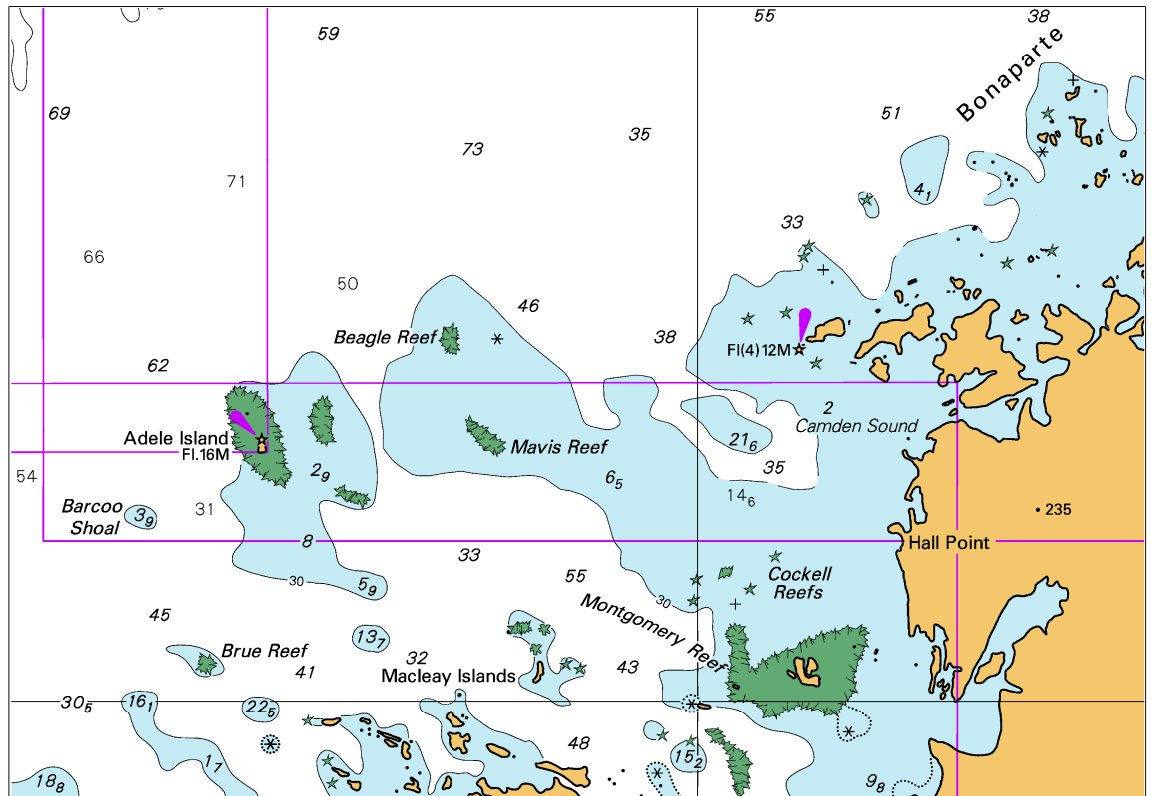 55
38
59
Bonaparte
69
51
35
73
71
4₁
33
66
50
46
Beagle Reef
38
Fl(4)12M
62
2
Camden Sound
Adele Island
Fl.16M
21₆
Mavis Reef
35
54
2₉
6₅
14₆
31
Barcoo
Shoal
3₉
235
8
Hall Point
33
55
Cockell
Reefs
30
5₉
30
Montgomery Reef
45
13₇
Brue Reef
32
41
43
Macleay Islands
30₅
16₁
22₅
48
15₂
1₇
18₈
9₈